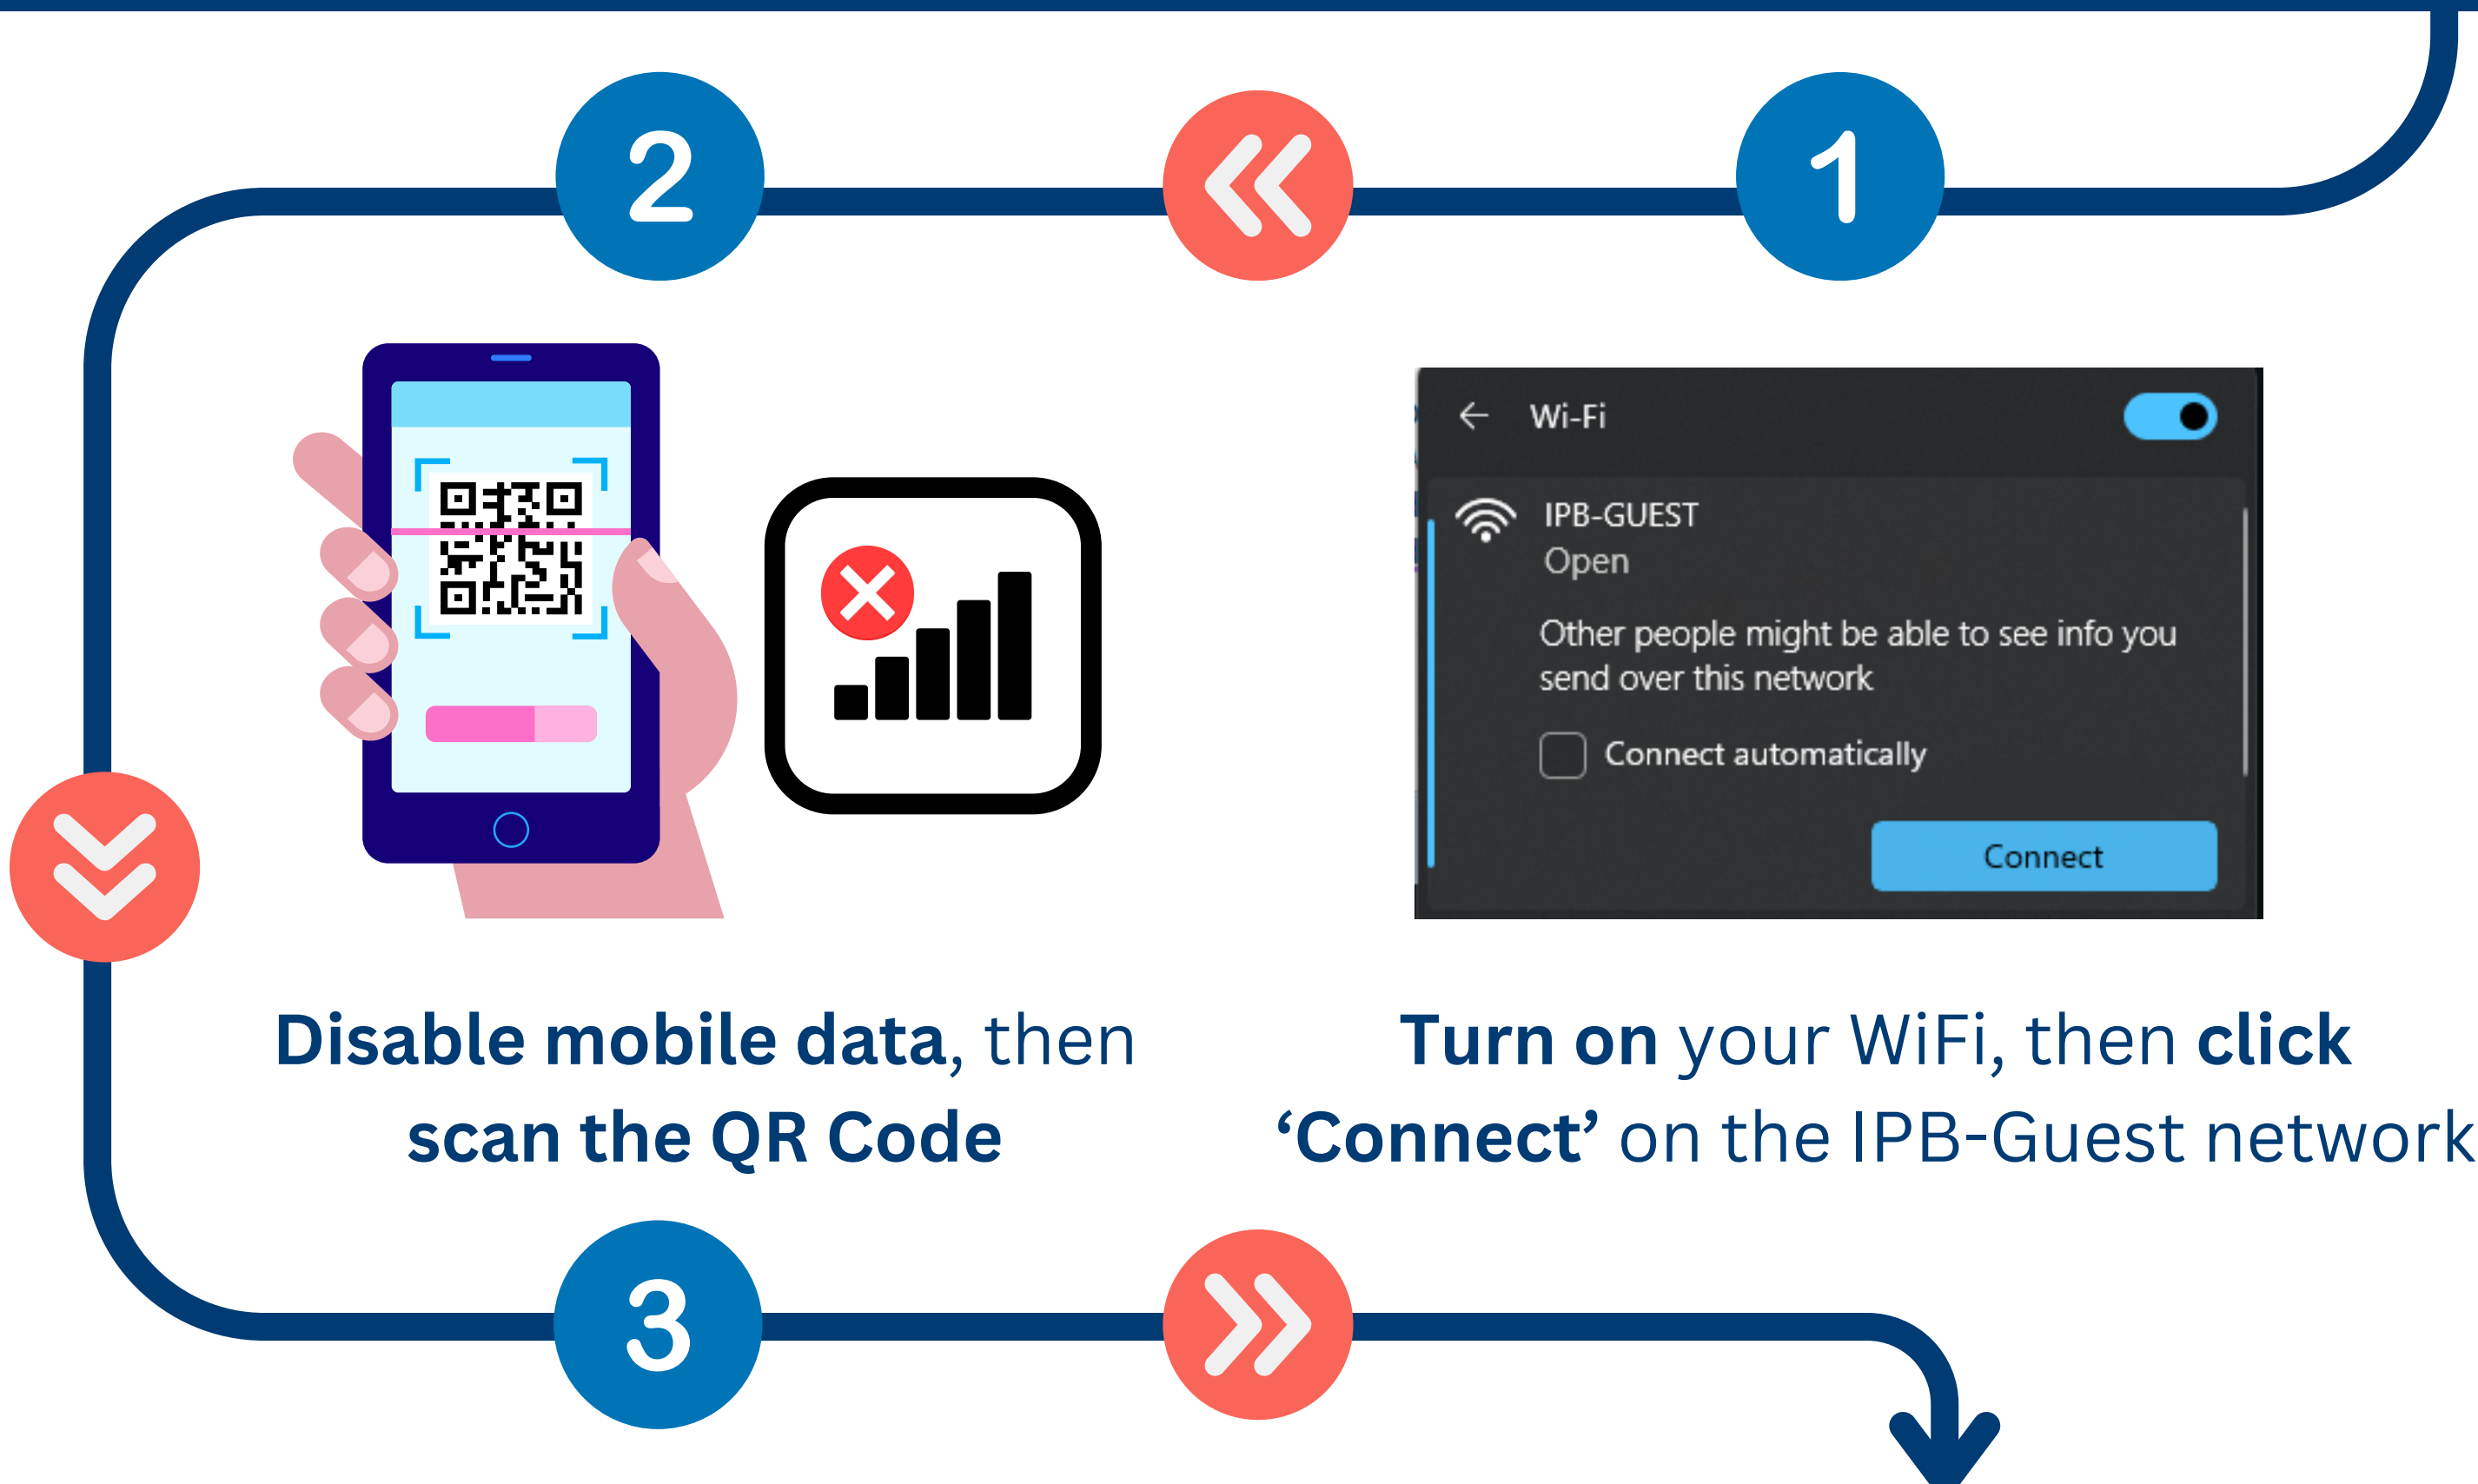 1
Wi-Fi
IPB-GUEST
Open
Other people might be able to see info you
send over this network
Connect automatically
Connect
Turn on your WiFi, then click
‘Connect’ on the IPB-Guest network
2
Disable mobile data, then
scan the QR Code
3